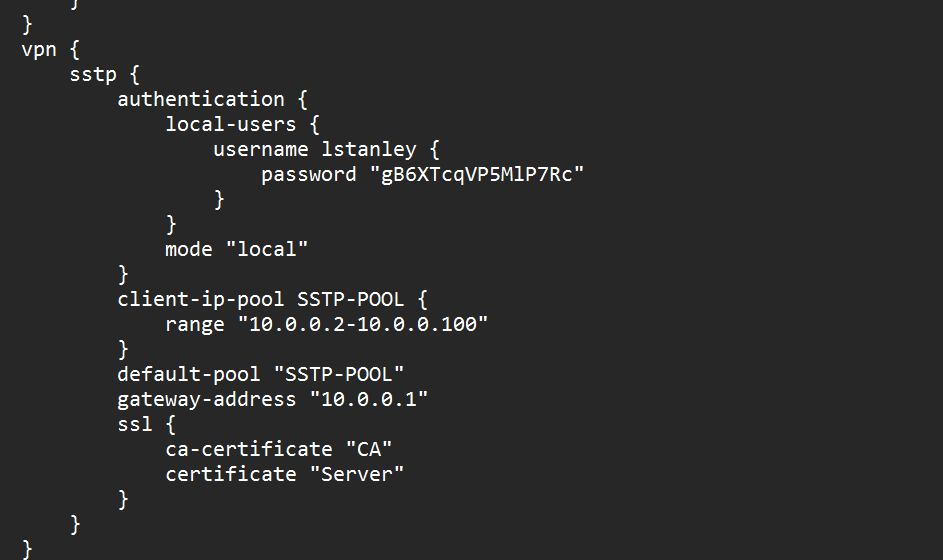 }
}
vpn {
    sstp {
        authentication {
            local-users {
                username lstanley {
                    password "gB6XTcqVP5MlP7Rc"
                }
            }
            mode "local"
        }
        client-ip-pool SSTP-POOL {
            range "10.0.0.2-10.0.0.100"
        }
        default-pool "SSTP-POOL"
        gateway-address "10.0.0.1"
        ssl {
            ca-certificate "CA"
            certificate "Server"
        }
    }
}